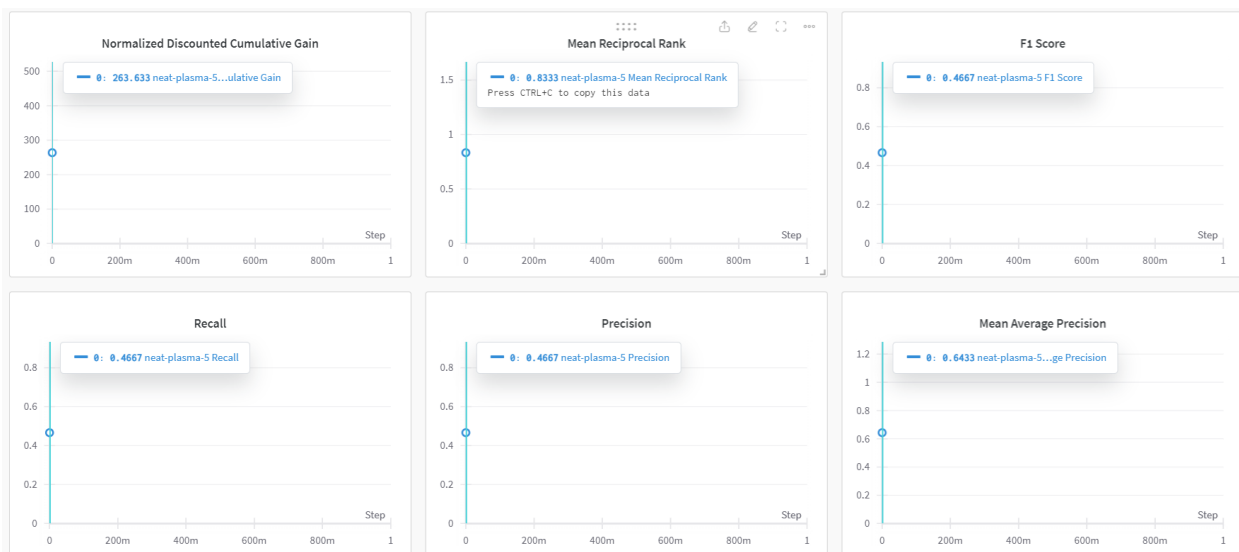 Normalized Discounted Cumulative Gain
0: 263.633 neat-plasma-5...ulative Gain
500
400
300
200
100
0
Step
0 200m 400m 600m 800m 1
Mean Reciprocal Rank
0: 0.8333 neat-plasma-5 Mean Reciprocal Rank
Press CTRL+C to copy this data
1.5
1
0.5
0
Step
0 200m 400m 600m 800m 1
F1 Score
0: 0.4667 neat-plasma-5 F1 Score
0.8
0.6
0.4
0.2
0
Step
0 200m 400m 600m 800m 1
Recall
0: 0.4667 neat-plasma-5 Recall
0.8
0.6
0.4
0.2
0
Step
0 200m 400m 600m 800m 1
Precision
0: 0.4667 neat-plasma-5 Precision
0.8
0.6
0.4
0.2
0
Step
0 200m 400m 600m 800m 1
Mean Average Precision
0: 0.6433 neat-plasma-5...ge Precision
1.2
1
0.8
0.6
0.4
0.2
0
Step
0 200m 400m 600m 800m 1